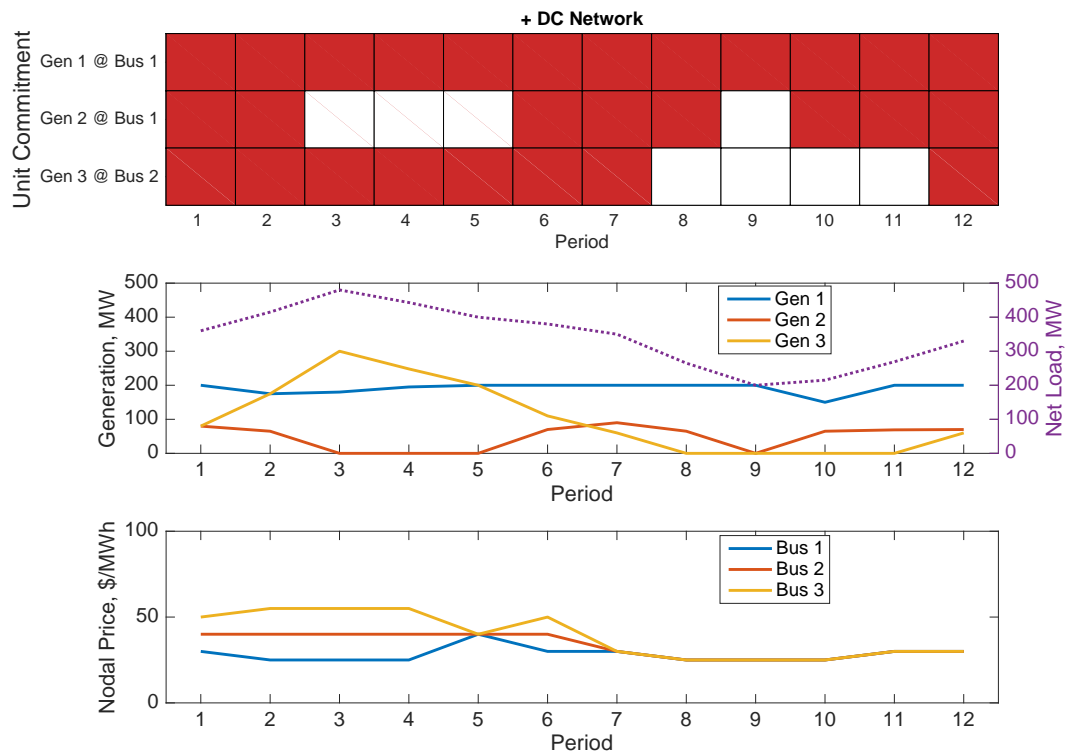 + DC Network
Unit Commitment
Gen 1 @ Bus 1
Gen 2 @ Bus 1
Gen 3 @ Bus 2
1 2 3 4 5 6 7 8 9 10 11 12
Period
Generation, MW
500
400
300
200
100
0
Gen 1
Gen 2
Gen 3
500
400
300
200
100
0
Net Load, MW
1 2 3 4 5 6 7 8 9 10 11 12
Period
Nodal Price, $/MWh
100
50
0
Bus 1
Bus 2
Bus 3
1 2 3 4 5 6 7 8 9 10 11 12
Period